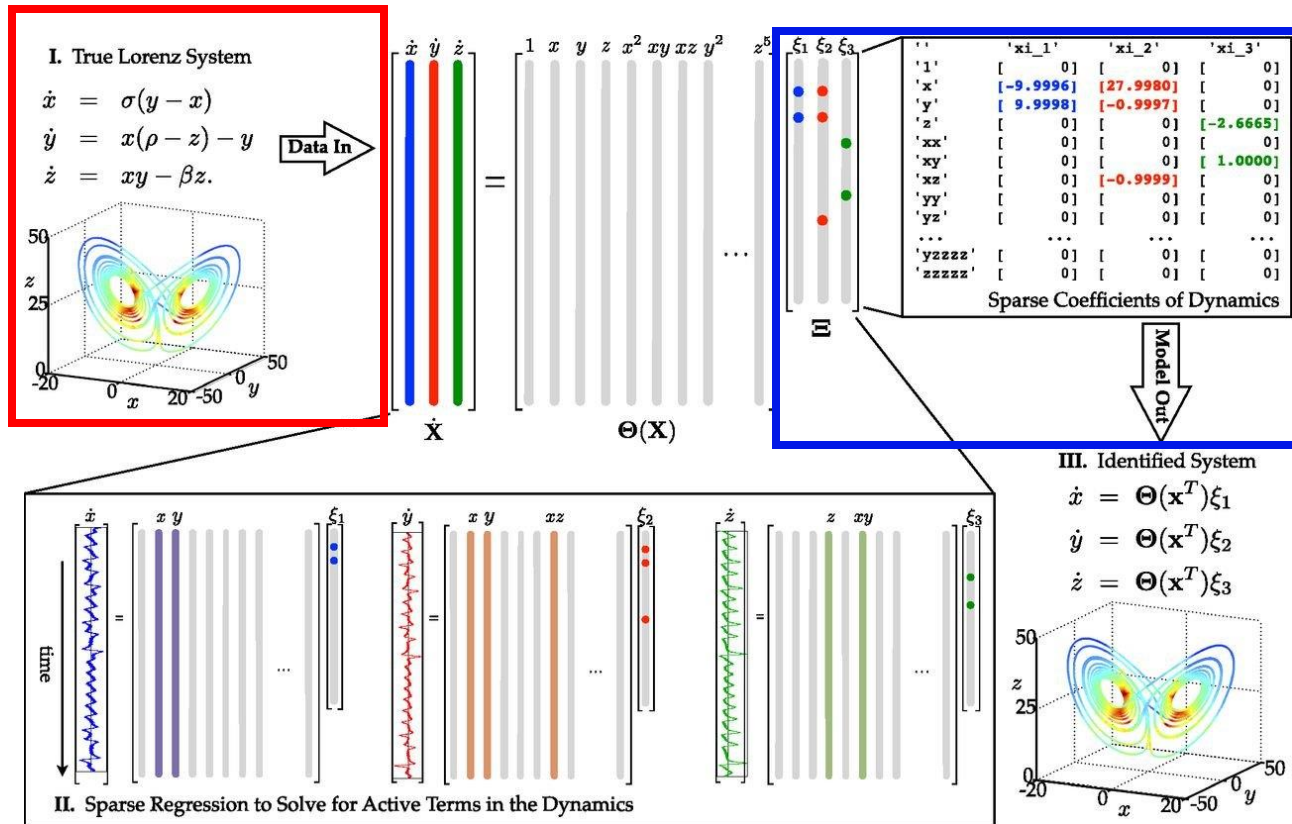 I. True Lorenz System
ẋ = σ(y − x)
ẏ = x(ρ − z) − y
ż = xy − βz.
Data In
50
z
25
0
-20
0
x
20
-50
0
y
50
ẋ ẏ ż
=
1 x y z x² xy xz y² z⁵
...
Ẋ
Θ(X)
ξ₁ ξ₂ ξ₃
Ξ
' ' 'xi_1' 'xi_2' 'xi_3'
'1' [ 0] [ 0] [ 0]
'x' [-9.9996] [27.9980] [ 0]
'y' [ 9.9998] [-0.9997] [ 0]
'z' [ 0] [ 0] [-2.6665]
'xx' [ 0] [ 0] [ 0]
'xy' [ 0] [ 0] [ 1.0000]
'xz' [ 0] [-0.9999] [ 0]
'yy' [ 0] [ 0] [ 0]
'yz' [ 0] [ 0] [ 0]
... ... ... ...
'yzzzz' [ 0] [ 0] [ 0]
'zzzzz' [ 0] [ 0] [ 0]
Sparse Coefficients of Dynamics
Model Out
III. Identified System
ẋ = Θ(xᵀ)ξ₁
ẏ = Θ(xᵀ)ξ₂
ż = Θ(xᵀ)ξ₃
50
z
25
0
-20
0
x
20
-50
0
y
50
time
ẋ = x y ... ξ₁
ẏ = x y xz ... ξ₂
ż = z xy ... ξ₃
II. Sparse Regression to Solve for Active Terms in the Dynamics